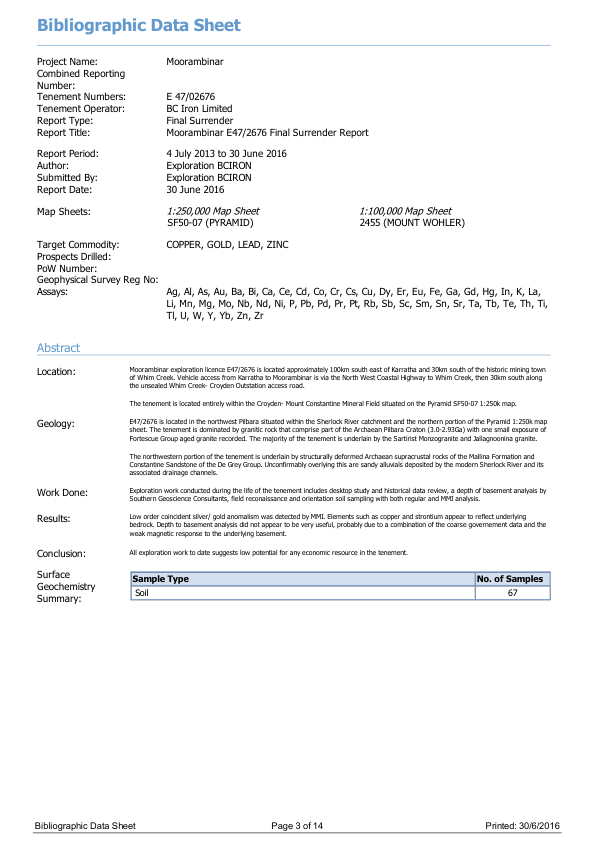 Bibliographic Data Sheet
Project Name: Moorambinar
Combined Reporting
Number:
Tenement Numbers: E 47/02676
Tenement Operator: BC Iron Limited
Report Type: Final Surrender
Report Title: Moorambinar E47/2676 Final Surrender Report
Report Period: 4 July 2013 to 30 June 2016
Author: Exploration BCIRON
Submitted By: Exploration BCIRON
Report Date: 30 June 2016
Map Sheets: 1:250,000 Map Sheet 1:100,000 Map Sheet
SF50-07 (PYRAMID) 2455 (MOUNT WOHLER)
Target Commodity: COPPER, GOLD, LEAD, ZINC
Prospects Drilled:
PoW Number:
Geophysical Survey Reg No:
Assays: Ag, Al, As, Au, Ba, Bi, Ca, Ce, Cd, Co, Cr, Cs, Cu, Dy, Er, Eu, Fe, Ga, Gd, Hg, In, K, La,
Li, Mn, Mg, Mo, Nb, Nd, Ni, P, Pb, Pd, Pr, Pt, Rb, Sb, Sc, Sm, Sn, Sr, Ta, Tb, Te, Th, Ti,
Tl, U, W, Y, Yb, Zn, Zr
Abstract
Location: Moorambinar exploration licence E47/2676 is located approximately 100km south east of Karratha and 30km south of the historic mining town
of Whim Creek. Vehicle access from Karratha to Moorambinar is via the North West Coastal Highway to Whim Creek, then 30km south along
the unsealed Whim Creek- Croyden Outstation access road.
The tenement is located entirely within the Croyden- Mount Constantine Mineral Field situated on the Pyramid SF50-07 1:250k map.
Geology: E47/2676 is located in the northwest Pilbara situated within the Sherlock River catchment and the northern portion of the Pyramid 1:250k map
sheet. The tenement is dominated by granitic rock that comprise part of the Archaean Pilbara Craton (3.0-2.93Ga) with one small exposure of
Fortescue Group aged granite recorded. The majority of the tenement is underlain by the Sartirist Monzogranite and Jallagnoonina granite.
The northwestern portion of the tenement is underlain by structurally deformed Archaean supracrustal rocks of the Mallina Formation and
Constantine Sandstone of the De Grey Group. Unconfirmably overlying this are sandy alluvials deposited by the modern Sherlock River and its
associated drainage channels.
Work Done: Exploration work conducted during the life of the tenement includes desktop study and historical data review, a depth of basement analysis by
Southern Geoscience Consultants, field reconaissance and orientation soil sampling with both regular and MMI analysis.
Results: Low order coincident silver/ gold anomalism was detected by MMI. Elements such as copper and strontium appear to reflect underlying
bedrock. Depth to basement analysis did not appear to be very useful, probably due to a combination of the coarse government data and the
weak magnetic response to the underlying basement.
Conclusion: All exploration work to date suggests low potential for any economic resource in the tenement.
Surface
Geochemistry
Summary:
Sample Type No. of Samples
Soil 67
Bibliographic Data Sheet Page 3 of 14 Printed: 30/6/2016